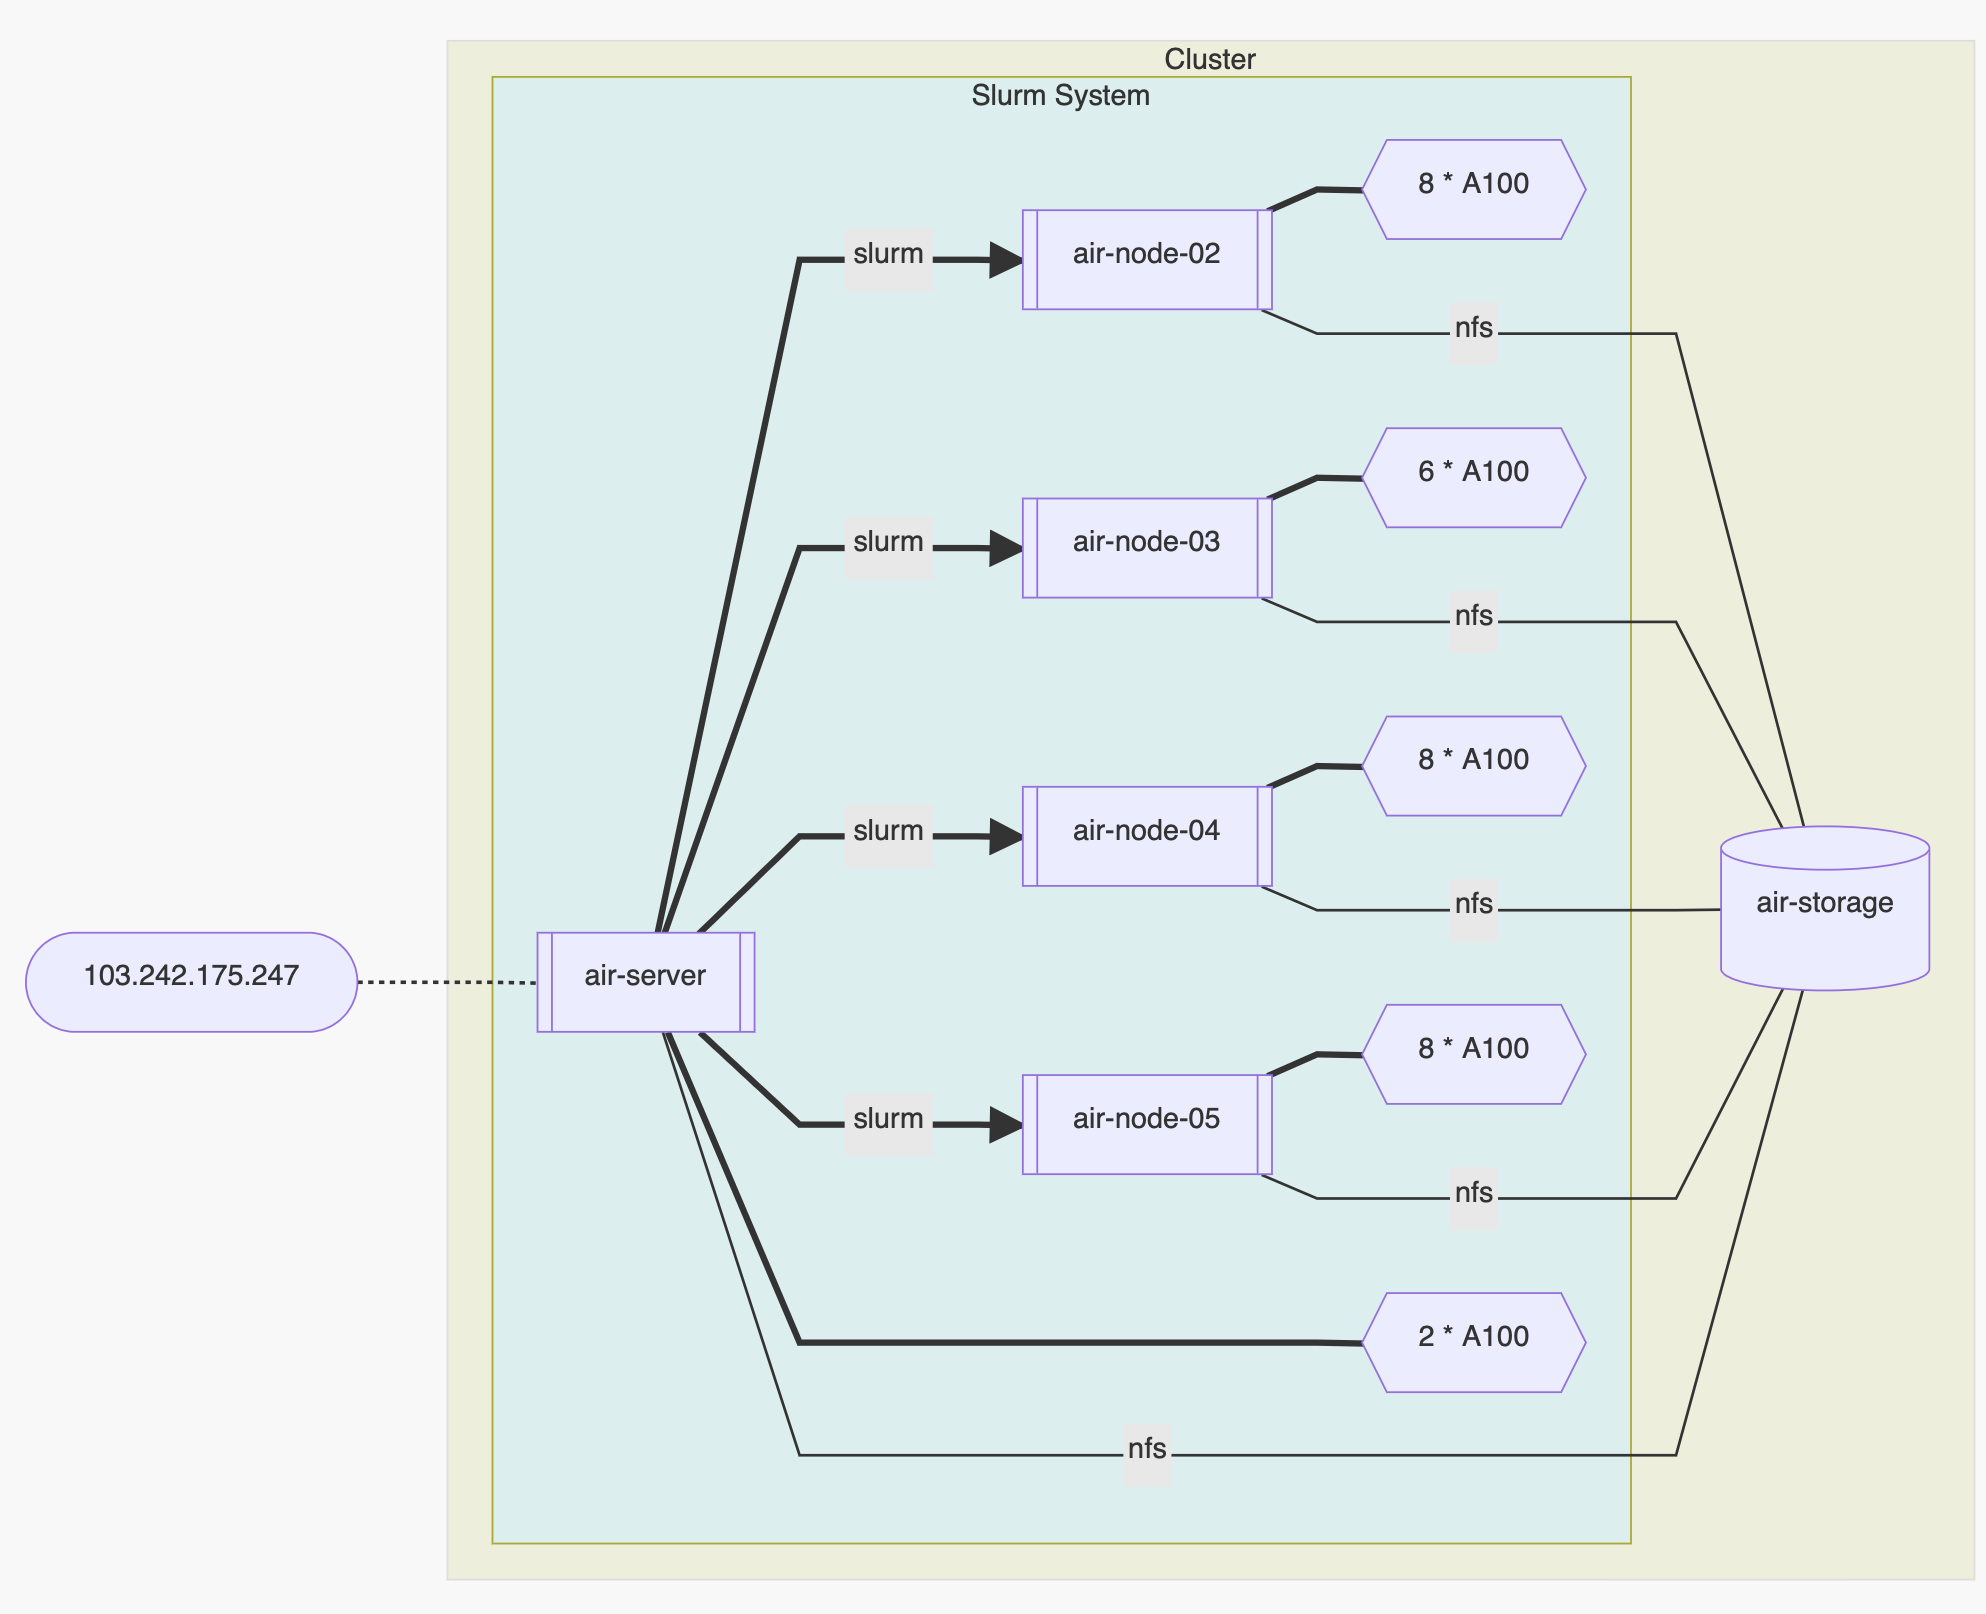 Cluster
Slurm System
8 * A100
slurm
air-node-02
nfs
6 * A100
slurm
air-node-03
nfs
8 * A100
slurm
air-node-04
nfs
air-storage
103.242.175.247
air-server
8 * A100
slurm
air-node-05
nfs
2 * A100
nfs